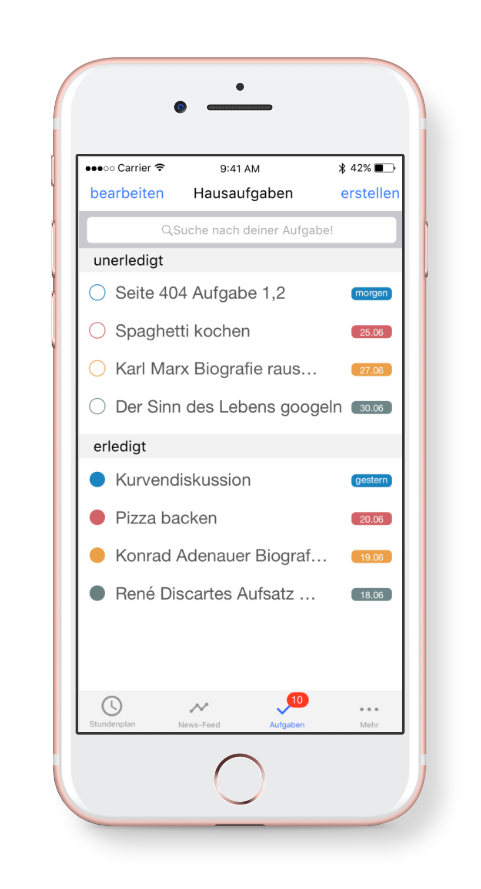 Carrier 9:41 AM 42%
bearbeiten Hausaufgaben erstellen
Suche nach deiner Aufgabe!
unerledigt
Seite 404 Aufgabe 1,2 morgen
Spaghetti kochen 25.06
Karl Marx Biografie raus... 27.06
Der Sinn des Lebens googeln 30.06
erledigt
Kurvendiskussion gestern
Pizza backen 20.06
Konrad Adenauer Biograf... 19.06
René Discartes Aufsatz ... 18.06
10
Stundenplan News-Feed Aufgaben Mehr